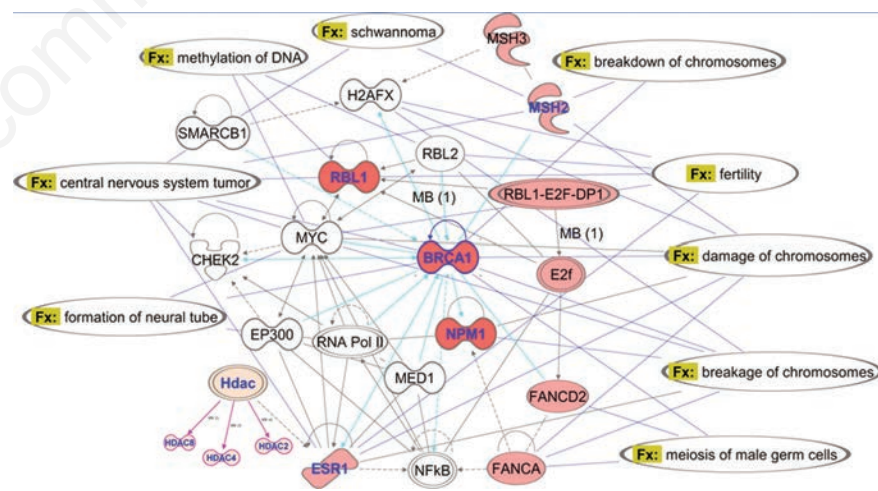 comm
Fx: schwannoma
MSH3
Fx: methylation of DNA
Fx: breakdown of chromosomes
H2AFX
MSH2
SMARCB1
RBL2
Fx: central nervous system tumor
RBL1
Fx: fertility
MB (1)
RBL1-E2F-DP1
MYC
MB (1)
CHEK2
BRCA1
Fx: damage of chromosomes
E2f
Fx: formation of neural tube
EP300
RNA Pol II
NPM1
MED1
Fx: breakage of chromosomes
Hdac
FANCD2
HDAC8
HDAC4
HDAC2
ESR1
NFkB
FANCA
Fx: meiosis of male germ cells